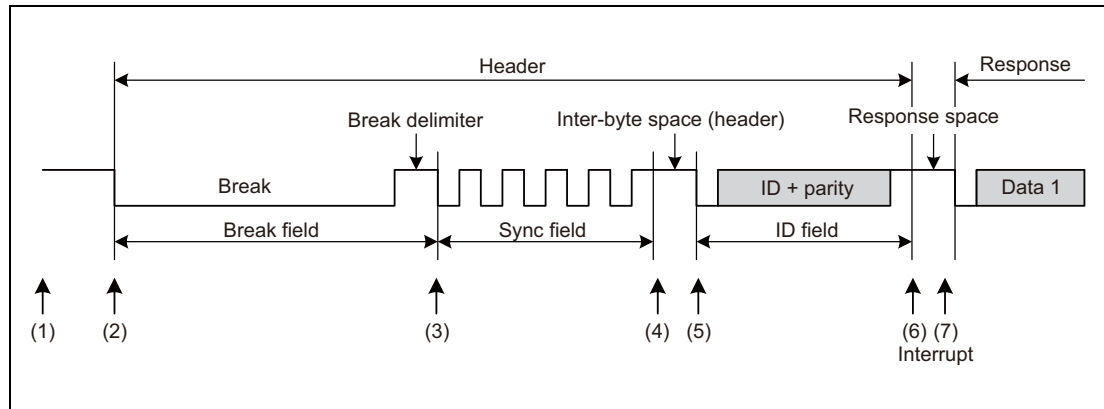 Header
Response
Break delimiter
Inter-byte space (header)
Response space
Break
ID + parity
Data 1
Break field
Sync field
ID field
(1)
(2)
(3)
(4)
(5)
(6)
(7)
Interrupt